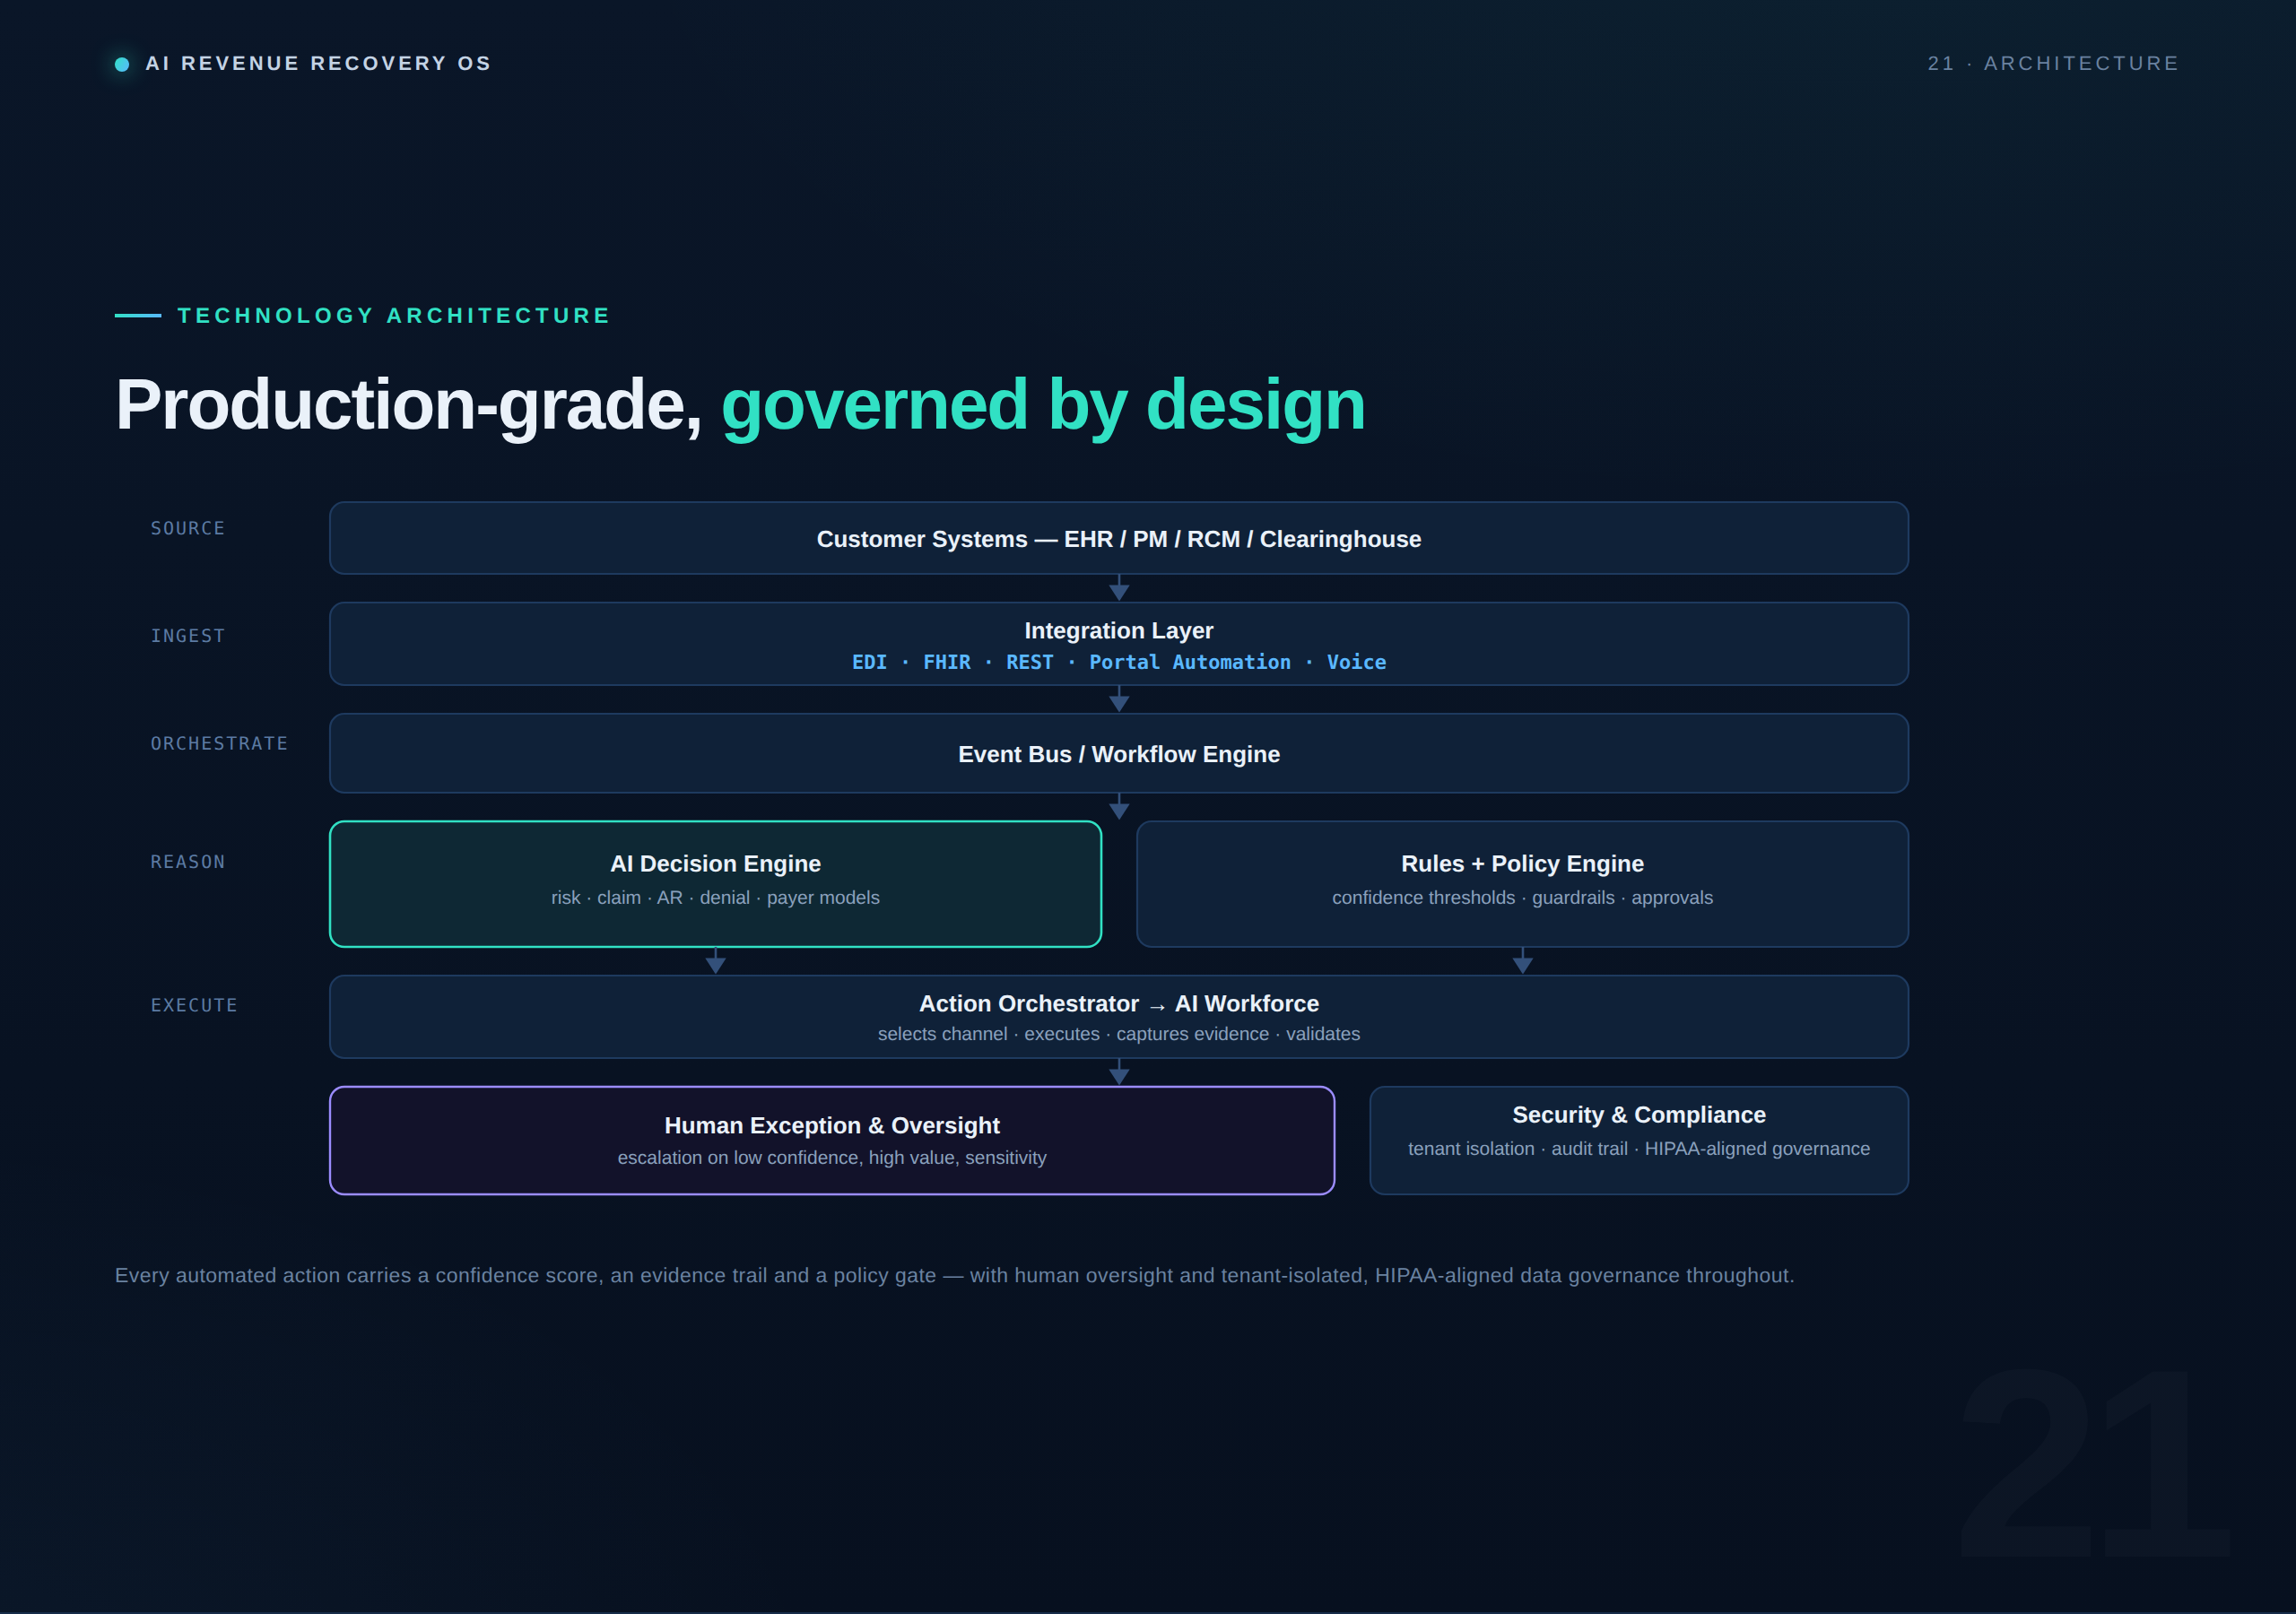 AI REVENUE RECOVERY OS
21 · ARCHITECTURE
TECHNOLOGY ARCHITECTURE
Production-grade, governed by design
SOURCE
Customer Systems — EHR / PM / RCM / Clearinghouse
INGEST
Integration Layer
EDI · FHIR · REST · Portal Automation · Voice
ORCHESTRATE
Event Bus / Workflow Engine
REASON
AI Decision Engine
risk · claim · AR · denial · payer models
Rules + Policy Engine
confidence thresholds · guardrails · approvals
EXECUTE
Action Orchestrator → AI Workforce
selects channel · executes · captures evidence · validates
Human Exception & Oversight
escalation on low confidence, high value, sensitivity
Security & Compliance
tenant isolation · audit trail · HIPAA-aligned governance
Every automated action carries a confidence score, an evidence trail and a policy gate — with human oversight and tenant-isolated, HIPAA-aligned data governance throughout.
21